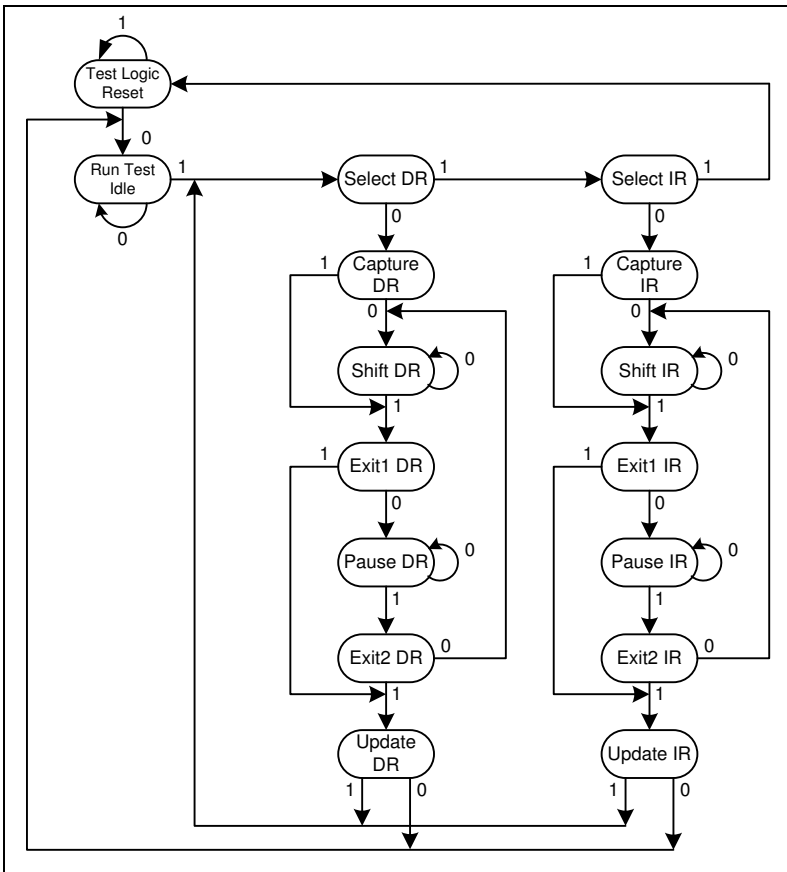 1
Test Logic
Reset
0
Run Test
Idle
1
0
Select DR
1
Select IR
1
0
0
1
Capture
DR
0
1
Capture
IR
0
Shift DR
0
1
Shift IR
0
1
1
Exit1 DR
0
1
Exit1 IR
0
Pause DR
0
1
Pause IR
0
1
Exit2 DR
0
1
Exit2 IR
0
1
Update
DR
1
0
Update IR
1
0